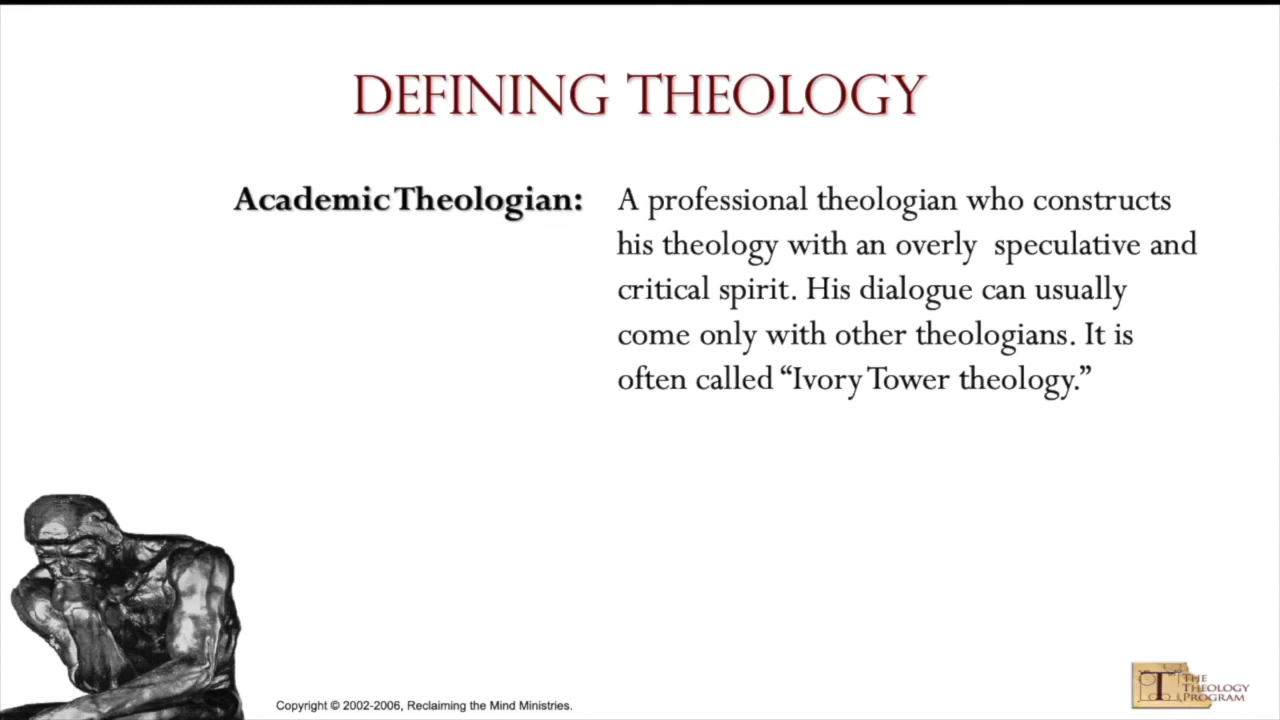 DEFINING THEOLOGY
Academic Theologian: A professional theologian who constructs
his theology with an overly  speculative and
critical spirit. His dialogue can usually
come only with other theologians. It is
often called “Ivory Tower theology.”
Copyright © 2002-2006, Reclaiming the Mind Ministries.
T THE
THEOLOGY
PROGRAM